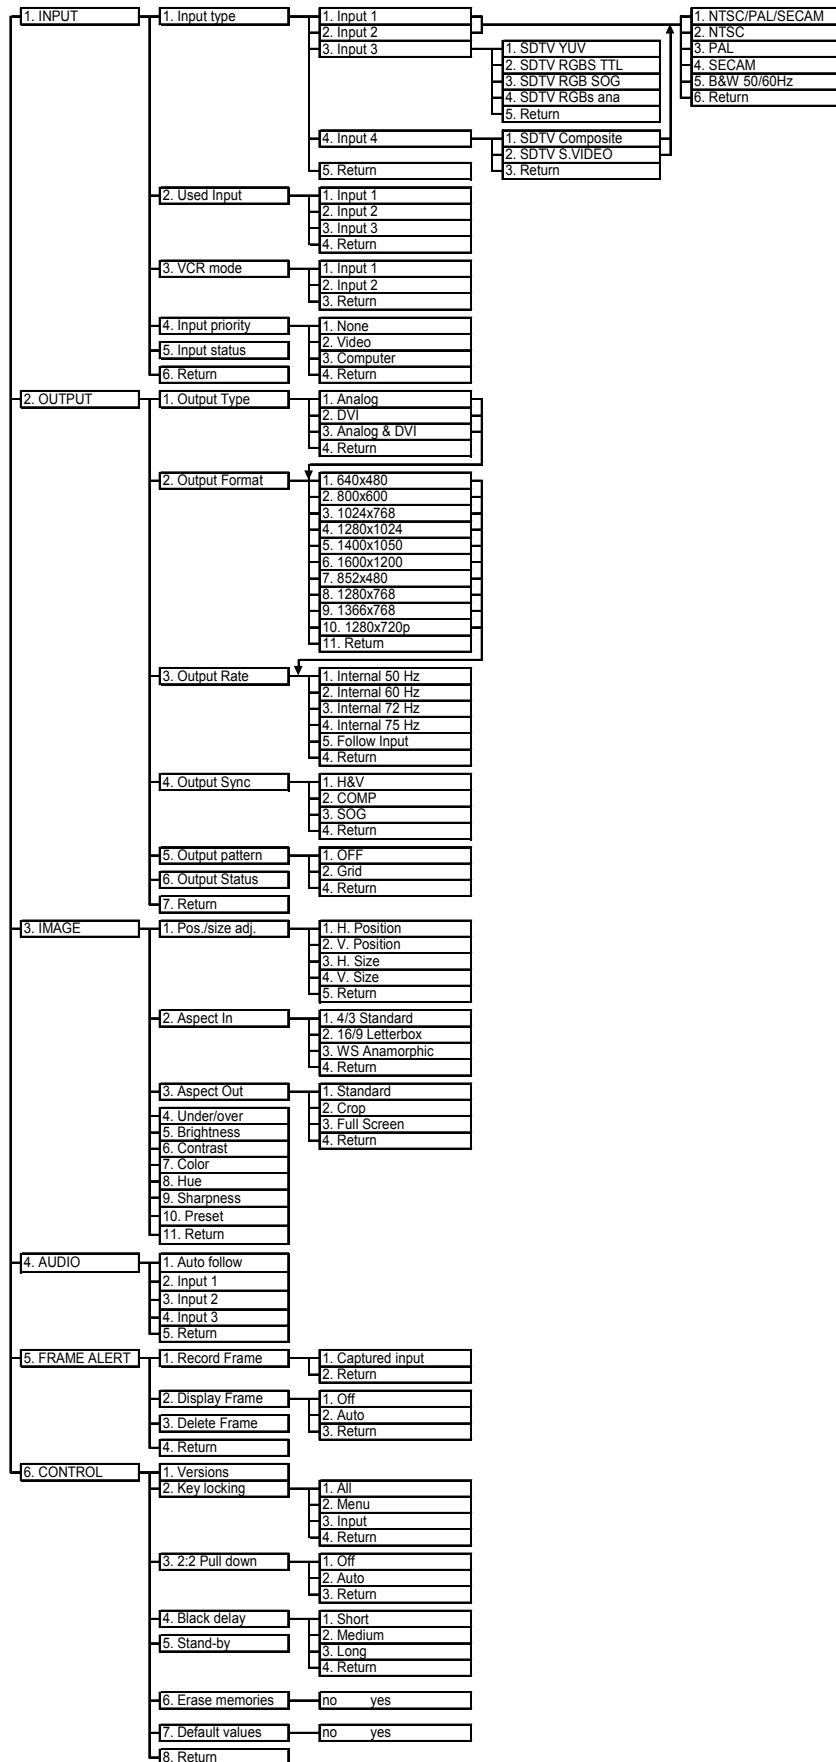 1. INPUT
1. Input type
1. Input 1
2. Input 2
3. Input 3
1. SDTV YUV
2. SDTV RGBS TTL
3. SDTV RGB SOG
4. SDTV RGBs ana
5. Return
4. Input 4
1. SDTV Composite
2. SDTV S.VIDEO
3. Return
5. Return
1. NTSC/PAL/SECAM
2. NTSC
3. PAL
4. SECAM
5. B&W 50/60Hz
6. Return
2. Used Input
1. Input 1
2. Input 2
3. Input 3
4. Return
3. VCR mode
1. Input 1
2. Input 2
3. Return
4. Input priority
1. None
2. Video
3. Computer
4. Return
5. Input status
6. Return
2. OUTPUT
1. Output Type
1. Analog
2. DVI
3. Analog & DVI
4. Return
2. Output Format
1. 640x480
2. 800x600
3. 1024x768
4. 1280x1024
5. 1400x1050
6. 1600x1200
7. 852x480
8. 1280x768
9. 1366x768
10. 1280x720p
11. Return
3. Output Rate
1. Internal 50 Hz
2. Internal 60 Hz
3. Internal 72 Hz
4. Internal 75 Hz
5. Follow Input
4. Return
4. Output Sync
1. H&V
2. COMP
3. SOG
4. Return
5. Output pattern
1. OFF
2. Grid
4. Return
6. Output Status
7. Return
3. IMAGE
1. Pos./size adj.
1. H. Position
2. V. Position
3. H. Size
4. V. Size
5. Return
2. Aspect In
1. 4/3 Standard
2. 16/9 Letterbox
3. WS Anamorphic
4. Return
3. Aspect Out
1. Standard
2. Crop
3. Full Screen
4. Return
4. Under/over
5. Brightness
6. Contrast
7. Color
8. Hue
9. Sharpness
10. Preset
11. Return
4. AUDIO
1. Auto follow
2. Input 1
3. Input 2
4. Input 3
5. Return
5. FRAME ALERT
1. Record Frame
1. Captured input
2. Return
2. Display Frame
1. Off
2. Auto
3. Return
3. Delete Frame
4. Return
6. CONTROL
1. Versions
2. Key locking
1. All
2. Menu
3. Input
4. Return
3. 2:2 Pull down
1. Off
2. Auto
3. Return
4. Black delay
1. Short
2. Medium
3. Long
4. Return
5. Stand-by
6. Erase memories
no yes
7. Default values
no yes
8. Return